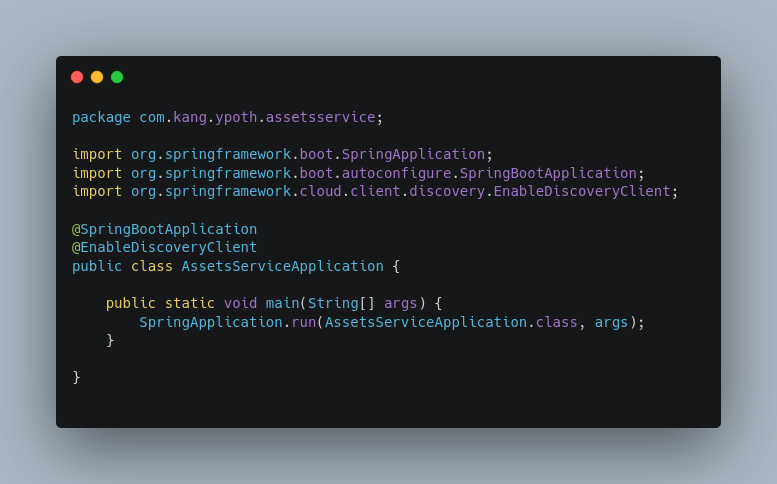 package com.kang.ypoth.assetsservice;
import org.springframework.boot.SpringApplication;
import org.springframework.boot.autoconfigure.SpringBootApplication;
import org.springframework.cloud.client.discovery.EnableDiscoveryClient;
@SpringBootApplication
@EnableDiscoveryClient
public class AssetsServiceApplication {
    public static void main(String[] args) {
        SpringApplication.run(AssetsServiceApplication.class, args);
    }
}